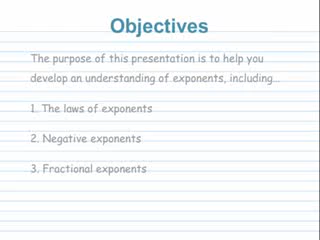 Objectives
The purpose of this presentation is to help you
develop an understanding of exponents, including...
1. The laws of exponents
2. Negative exponents
3. Fractional exponents